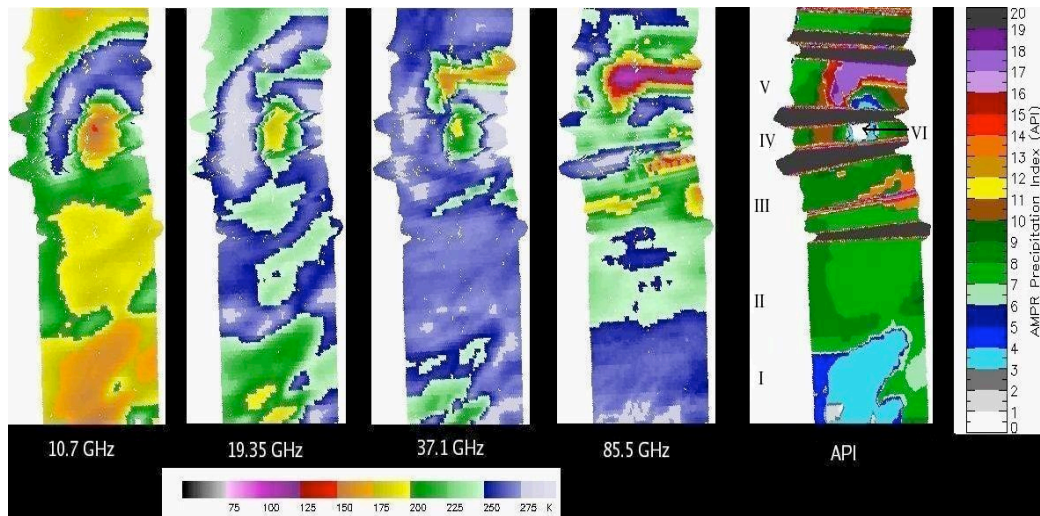 V
IV
VI
III
II
I
20
19
18
17
16
15
14
13
12
11
10
9
8
7
6
5
4
3
2
1
0
AMPR Precipitation Index (API)
10.7 GHz 19.35 GHz 37.1 GHz 85.5 GHz API
75 100 125 150 175 200 225 250 275 K